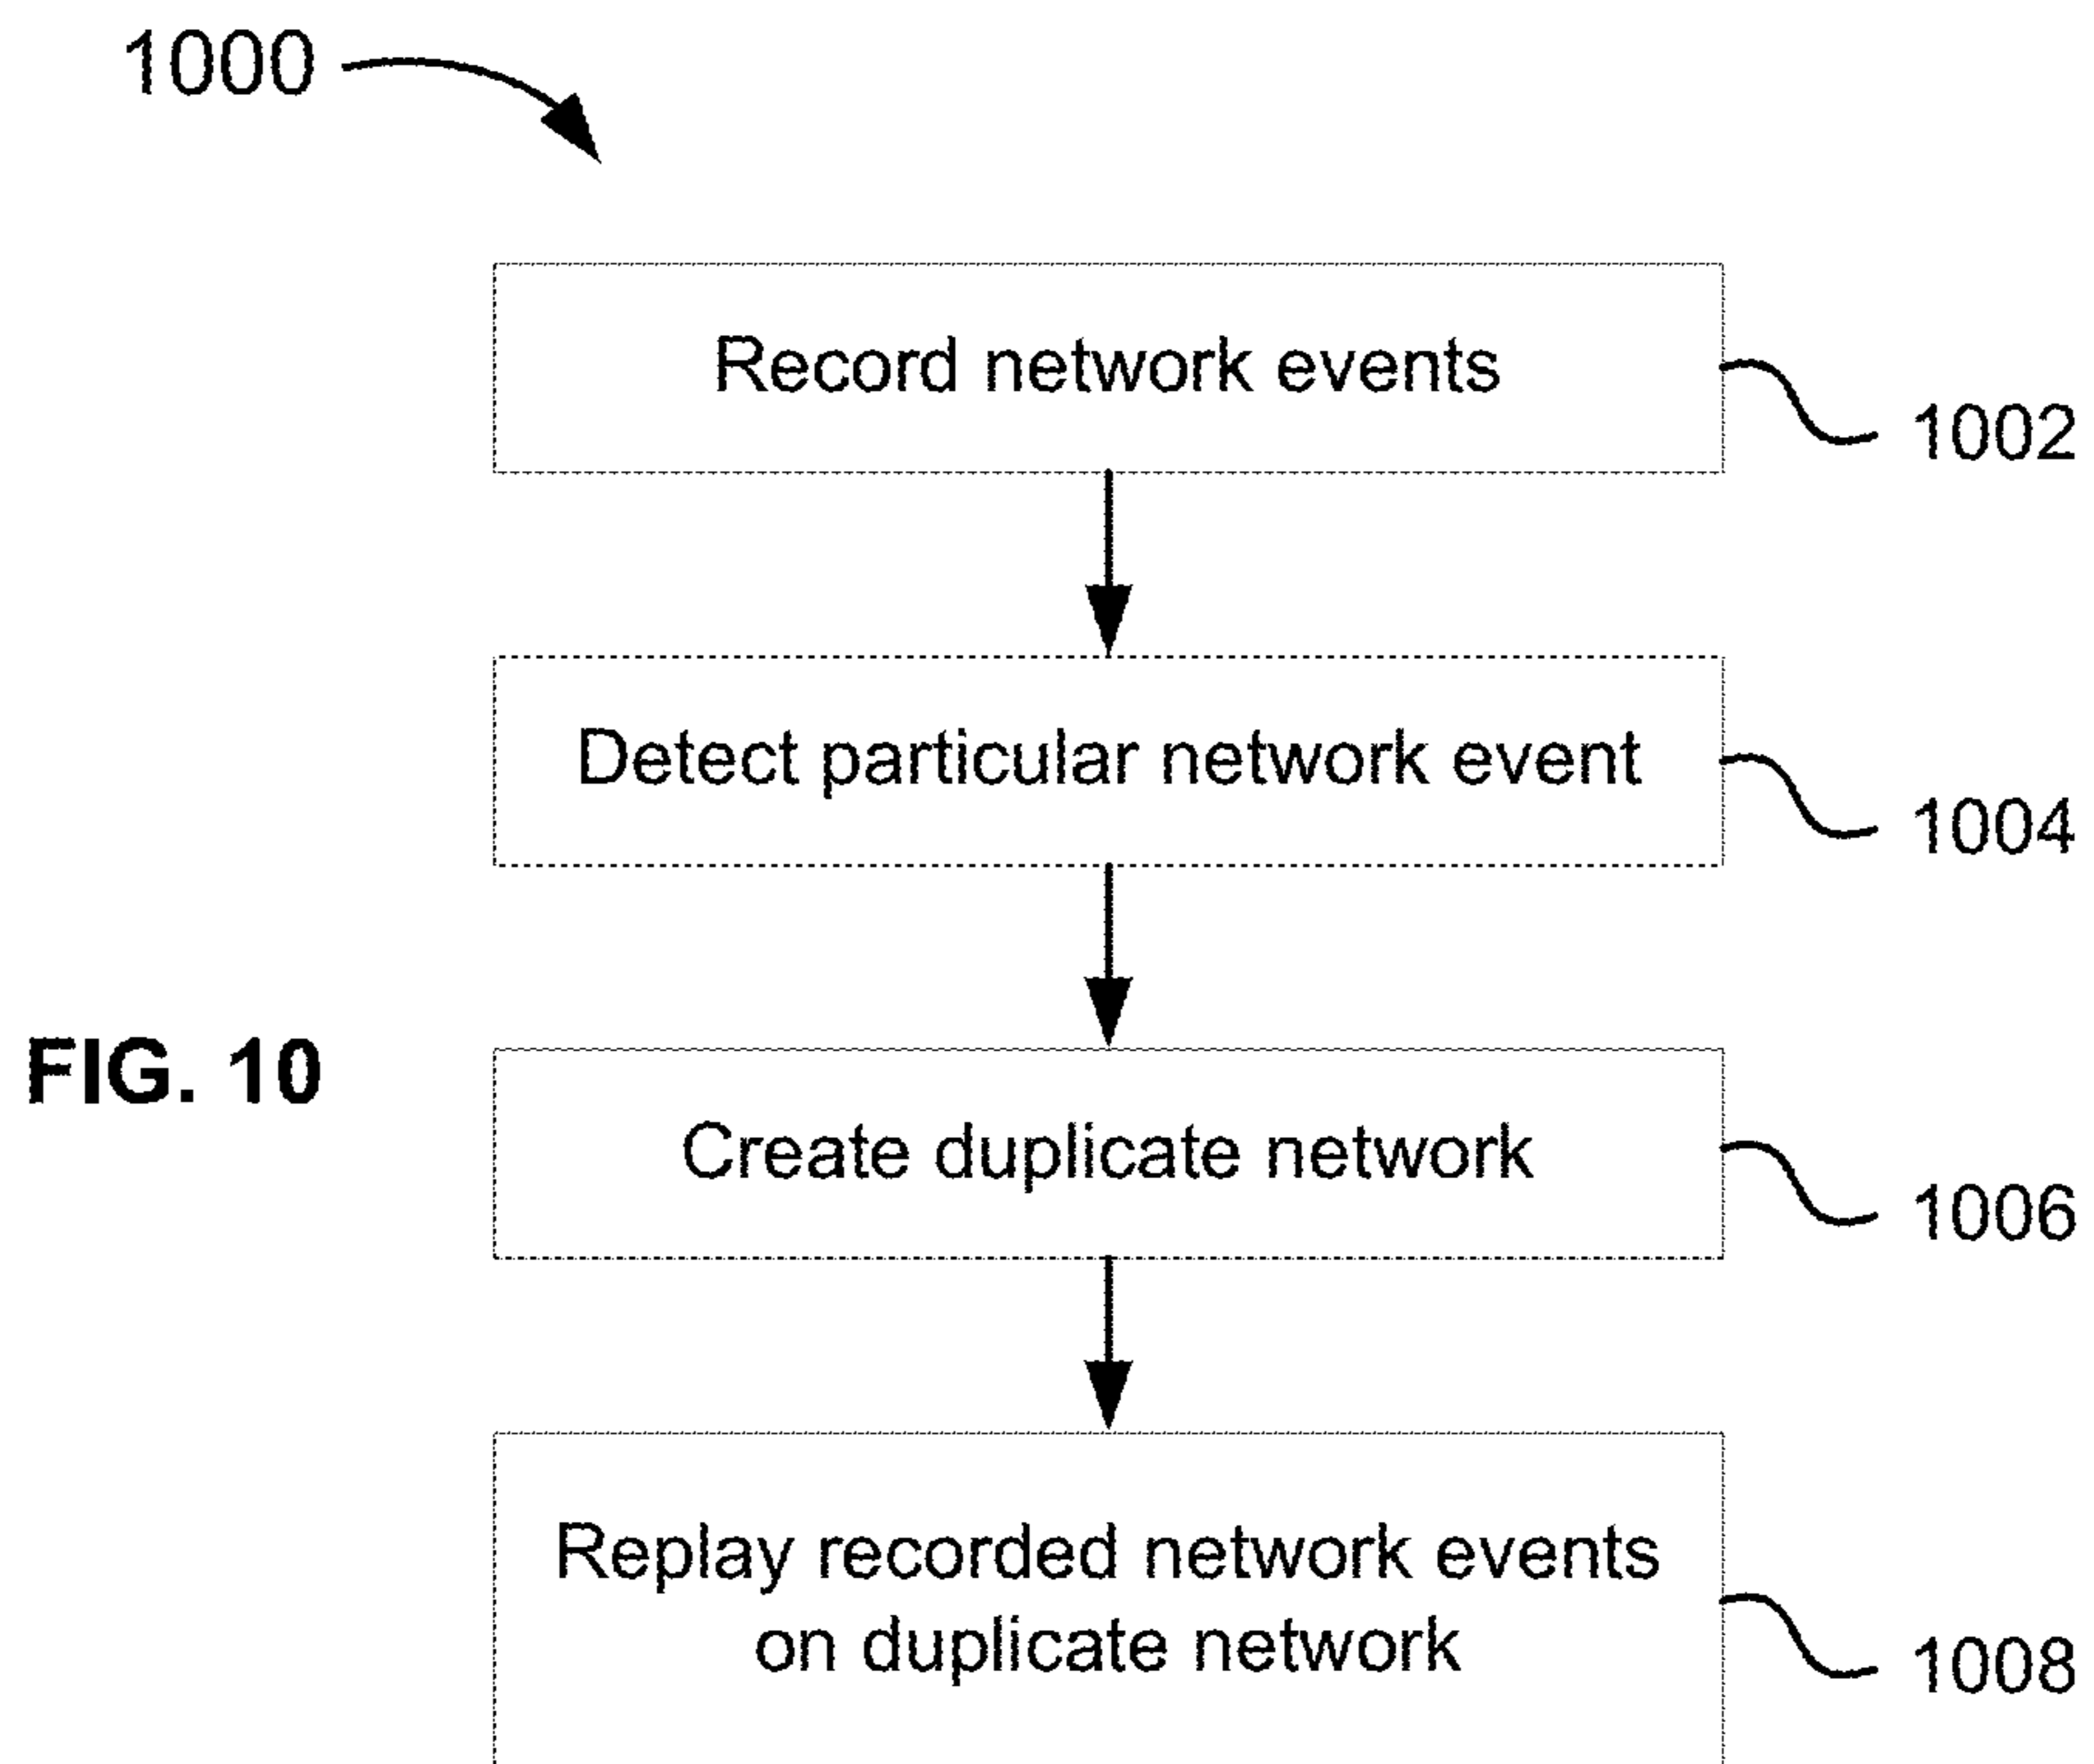 1000
Record network events
1002
Detect particular network event
1004
FIG. 10
Create duplicate network
1006
Replay recorded network events
on duplicate network
1008